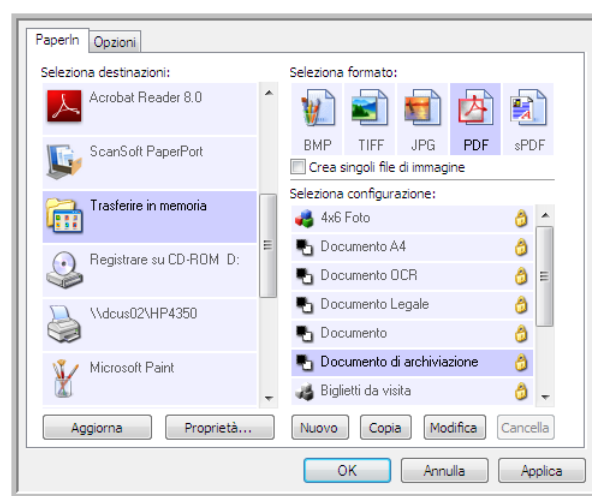 PaperIn Opzioni
Seleziona destinazioni:
Acrobat Reader 8.0
ScanSoft PaperPort
Trasferire in memoria
Registrare su CD-ROM D:
\\dcus02\HP4350
Microsoft Paint
Aggiorna Proprietà...
Seleziona formato:
BMP TIFF JPG PDF sPDF
Crea singoli file di immagine
Seleziona configurazione:
4x6 Foto
Documento A4
Documento OCR
Documento Legale
Documento
Documento di archiviazione
Biglietti da visita
Nuovo Copia Modifica Cancella
OK Annulla Applica